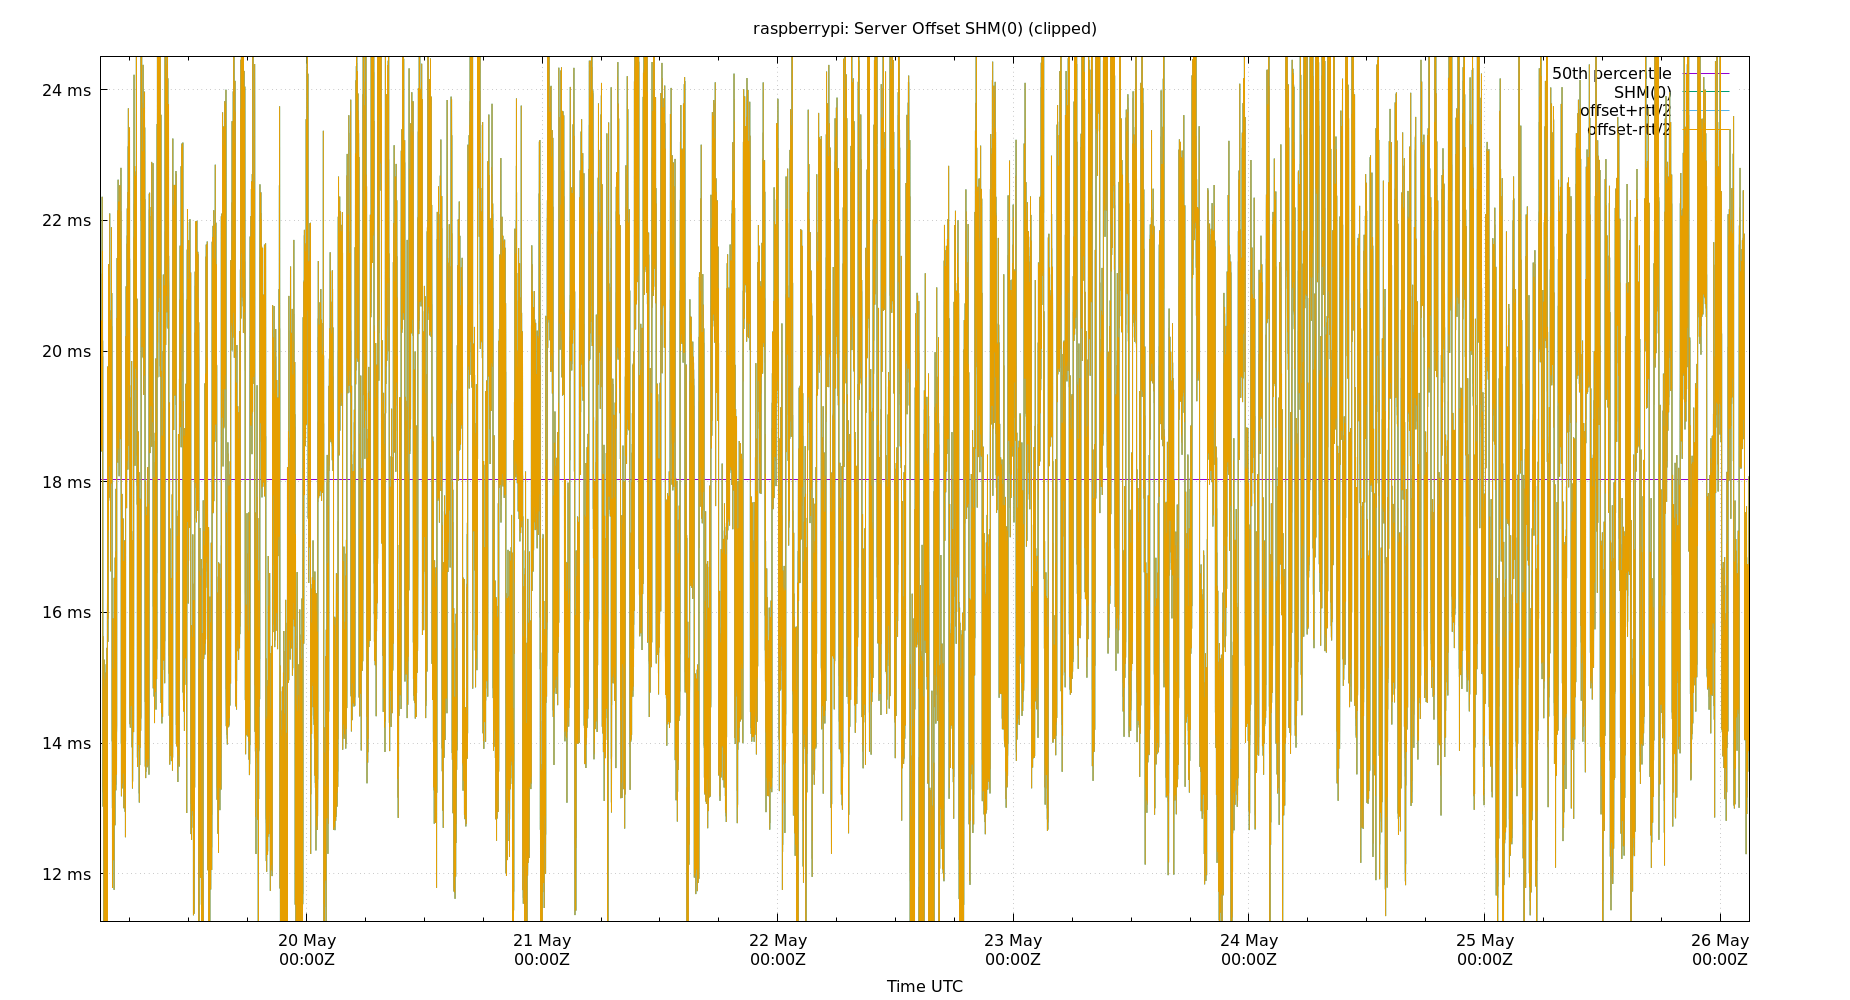 raspberrypi: Server Offset SHM(0) (clipped)
50th percentile
SHM(0)
offset+rtt/2
offset-rtt/2
24 ms
22 ms
20 ms
18 ms
16 ms
14 ms
12 ms
20 May 21 May 22 May 23 May 24 May 25 May 26 May
00:00Z 00:00Z 00:00Z 00:00Z 00:00Z 00:00Z 00:00Z
Time UTC